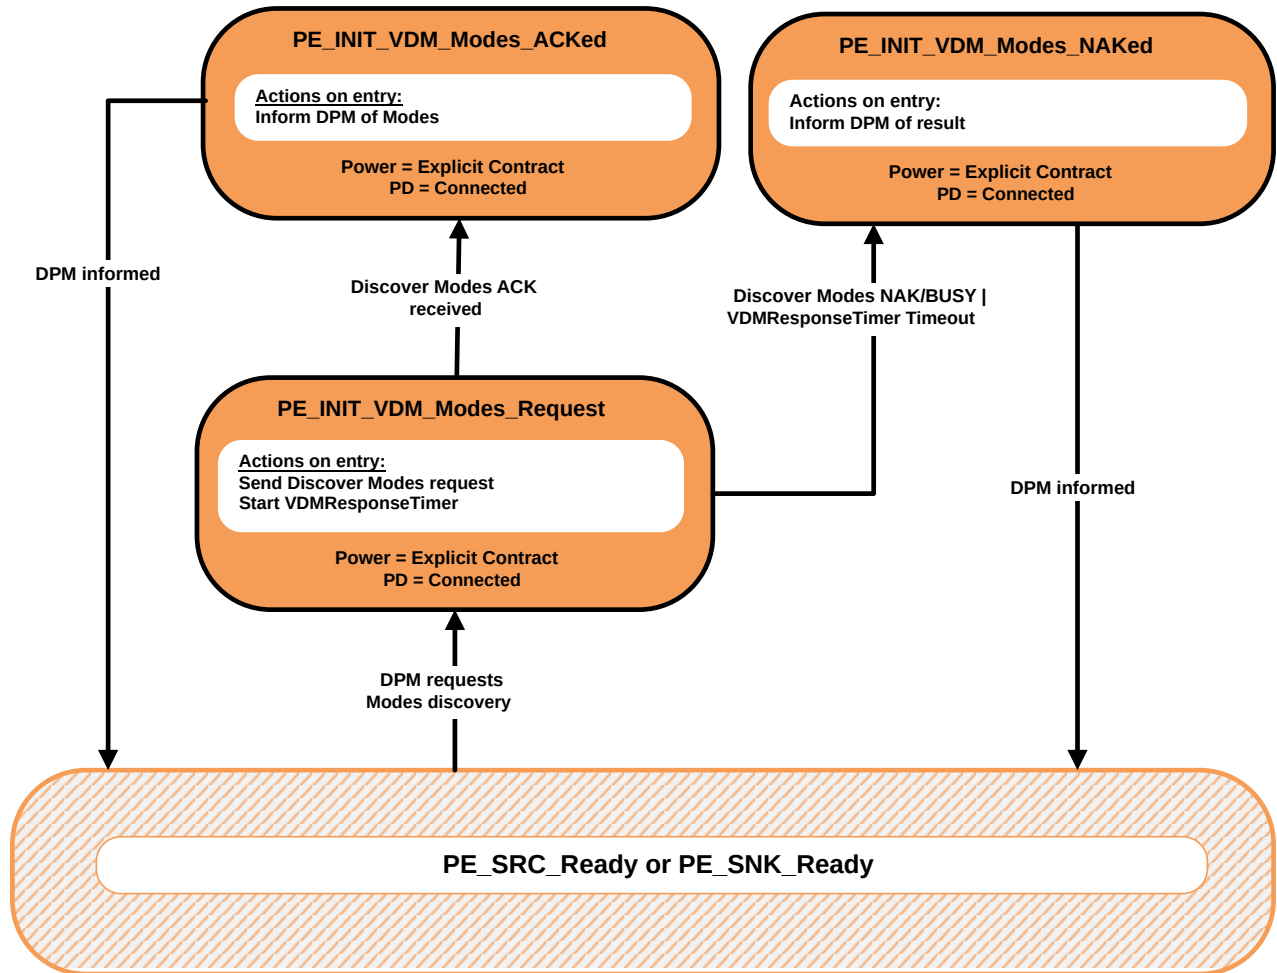 PE_INIT_VDM_Modes_ACKed
Actions on entry:
Inform DPM of Modes
Power = Explicit Contract
PD = Connected
PE_INIT_VDM_Modes_NAKed
Actions on entry:
Inform DPM of result
Power = Explicit Contract
PD = Connected
DPM informed
Discover Modes ACK
received
Discover Modes NAK/BUSY |
VDMResponseTimer Timeout
PE_INIT_VDM_Modes_Request
Actions on entry:
Send Discover Modes request
Start VDMResponseTimer
Power = Explicit Contract
PD = Connected
DPM informed
DPM requests
Modes discovery
PE_SRC_Ready or PE_SNK_Ready